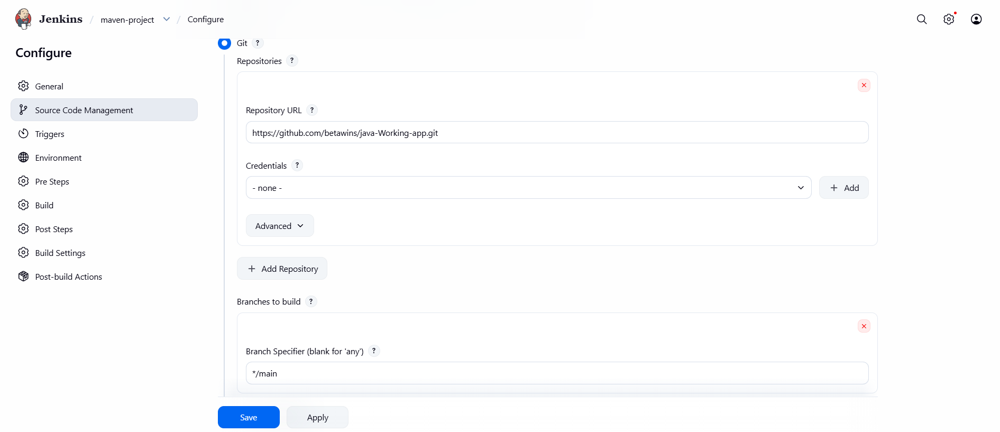 Jenkins / maven-project / Configure
Configure
General
Source Code Management
Triggers
Environment
Pre Steps
Build
Post Steps
Build Settings
Post-build Actions
Git ?
Repositories ?
Repository URL ?
https://github.com/betawins/java-Working-app.git
Credentials ?
- none -
+ Add
Advanced
+ Add Repository
Branches to build ?
Branch Specifier (blank for 'any') ?
*/main
Save
Apply